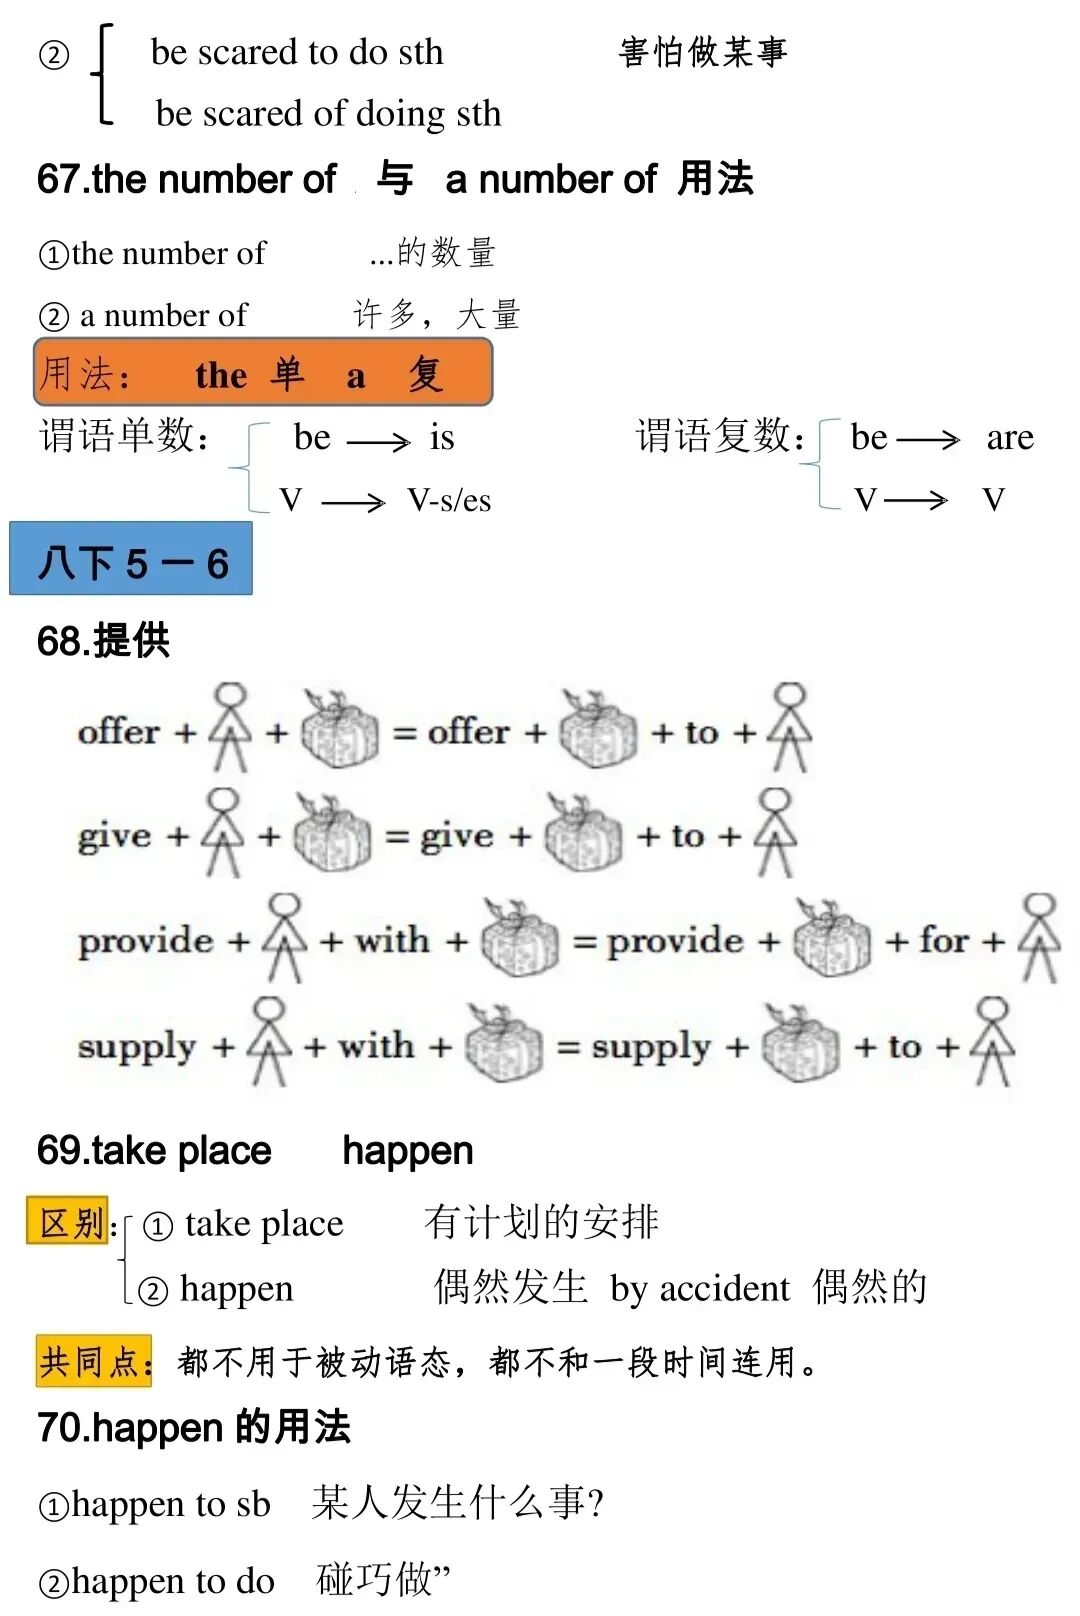 ② be scared to do sth 害怕做某事
be scared of doing sth
67.the number of 与 a number of 用法
①the number of ...的数量
② a number of 许多，大量
用法： the 单 a 复
谓语单数： be → is 谓语复数： be → are
V → V-s/es V → V
八下 5 一 6
68.提供
offer + + = offer + + to +
give + + = give + + to +
provide + + with + = provide + + for +
supply + + with + = supply + + to +
69.take place happen
区别：① take place 有计划的安排
② happen 偶然发生 by accident 偶然的
共同点：都不用于被动语态，都不和一段时间连用。
70.happen 的用法
①happen to sb 某人发生什么事?
②happen to do 碰巧做”